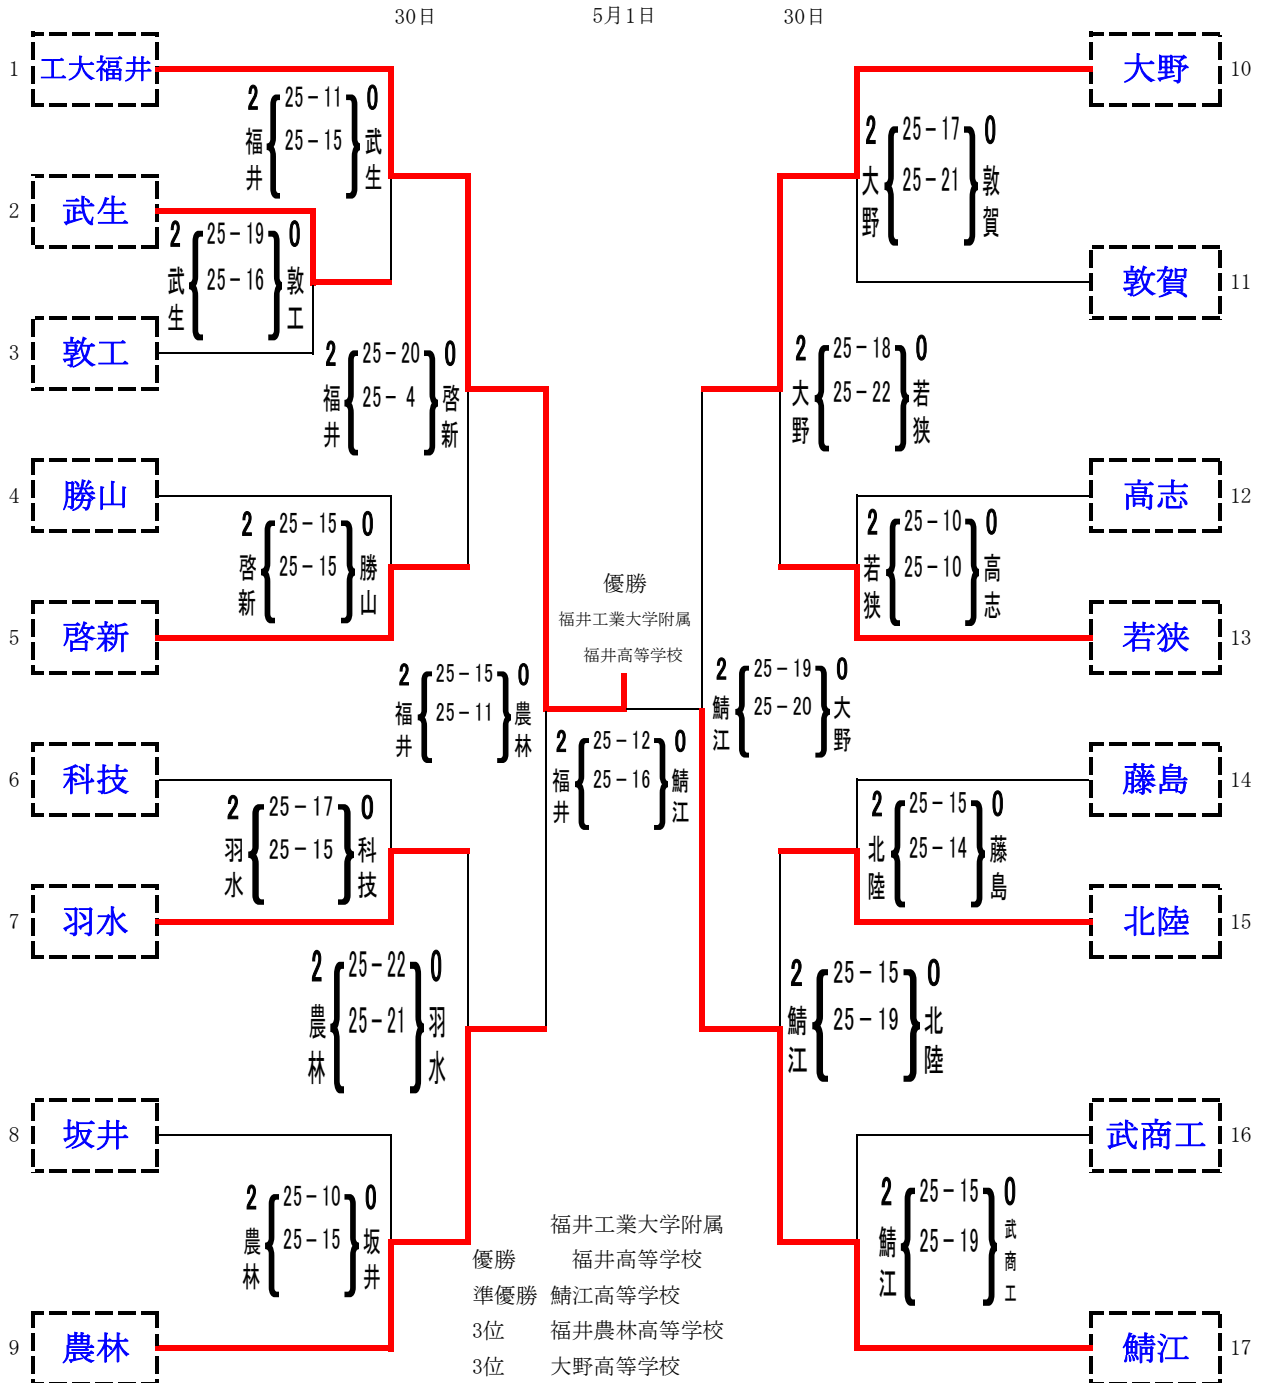 30日
5月1日
30日
1
工大福井
2
武生
3
敦工
4
勝山
5
啓新
6
科技
7
羽水
8
坂井
9
農林
2 25－11 0
福井 25－15 武生
2 25－19 0
武生 25－16 敦工
2 25－20 0
福井 25－ 4 啓新
2 25－15 0
啓新 25－15 勝山
2 25－15 0
福井 25－11 農林
2 25－17 0
羽水 25－15 科技
2 25－22 0
農林 25－21 羽水
2 25－10 0
農林 25－15 坂井
優勝
福井工業大学附属
福井高等学校
2 25－12 0
福井 25－16 鯖江
大野
10
敦賀
11
高志
12
若狭
13
藤島
14
北陸
15
武商工
16
鯖江
17
2 25－17 0
大野 25－21 敦賀
2 25－18 0
大野 25－22 若狭
2 25－10 0
若狭 25－10 高志
2 25－19 0
鯖江 25－20 大野
2 25－15 0
北陸 25－14 藤島
2 25－15 0
鯖江 25－19 北陸
2 25－15 0
鯖江 25－19 武商工
福井工業大学附属
優勝 福井高等学校
準優勝 鯖江高等学校
3位 福井農林高等学校
3位 大野高等学校